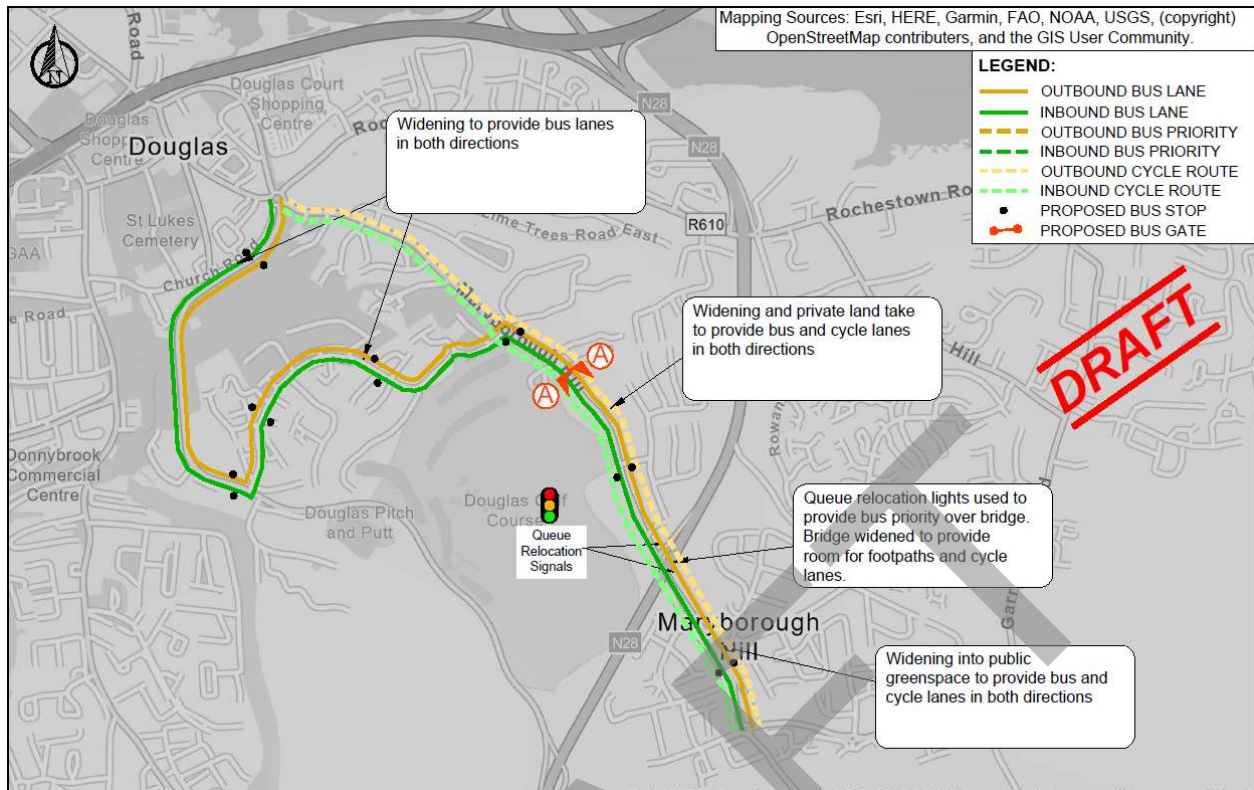 Mapping Sources: Esri, HERE, Garmin, FAO, NOAA, USGS, (copyright)
OpenStreetMap contributers, and the GIS User Community.
LEGEND:
OUTBOUND BUS LANE
INBOUND BUS LANE
OUTBOUND BUS PRIORITY
INBOUND BUS PRIORITY
OUTBOUND CYCLE ROUTE
INBOUND CYCLE ROUTE
PROPOSED BUS STOP
PROPOSED BUS GATE
N
Road
Douglas Court
Shopping
Centre
Douglas
Centre
Douglas
N28
N28
Widening to provide bus lanes
in both directions
St Lukes
Cemetery
GAA
Church Road
Lime Trees Road East
R610
Rochestown
Road
Hill
DRAFT
Widening and private land take
to provide bus and cycle lanes
in both directions
A
A
Donnybrook
Commercial
Centre
Douglas Pitch
and Putt
Douglas Golf
Course
Queue
Relocation
Signals
Queue relocation lights used to
provide bus priority over bridge.
Bridge widened to provide
room for footpaths and cycle
lanes.
N28
Maryborough
Hill
Widening into public
greenspace to provide bus and
cycle lanes in both directions